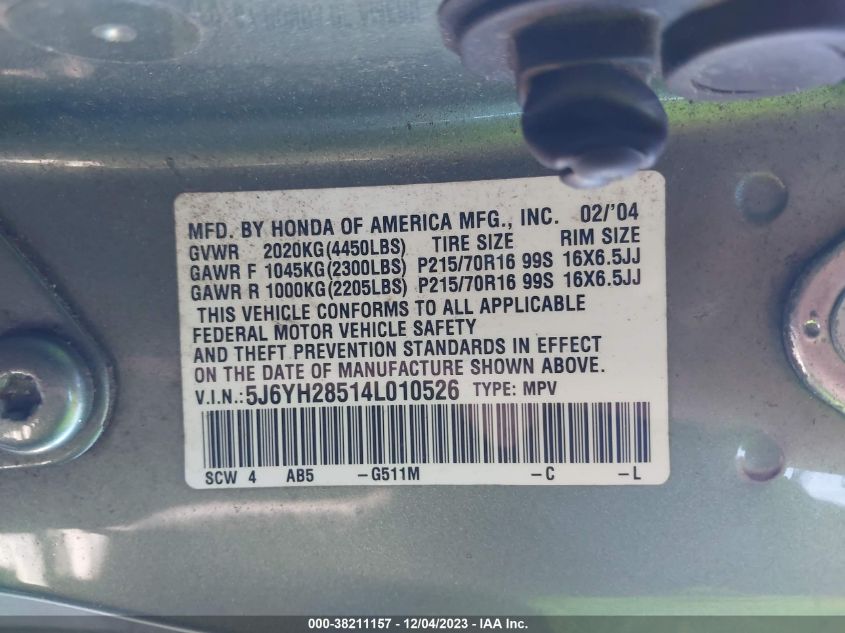 MFD. BY HONDA OF AMERICA MFG., INC. 02/'04
GVWR 2020KG(4450LBS) TIRE SIZE RIM SIZE
GAWR F 1045KG(2300LBS) P215/70R16 99S 16X6.5JJ
GAWR R 1000KG(2205LBS) P215/70R16 99S 16X6.5JJ
THIS VEHICLE CONFORMS TO ALL APPLICABLE
FEDERAL MOTOR VEHICLE SAFETY
AND THEFT PREVENTION STANDARDS IN EFFECT
ON THE DATE OF MANUFACTURE SHOWN ABOVE.
V.I.N.:5J6YH28514L010526 TYPE: MPV
SCW 4 AB5 -G511M -C -L
000-38211157 - 12/04/2023 - IAA Inc.